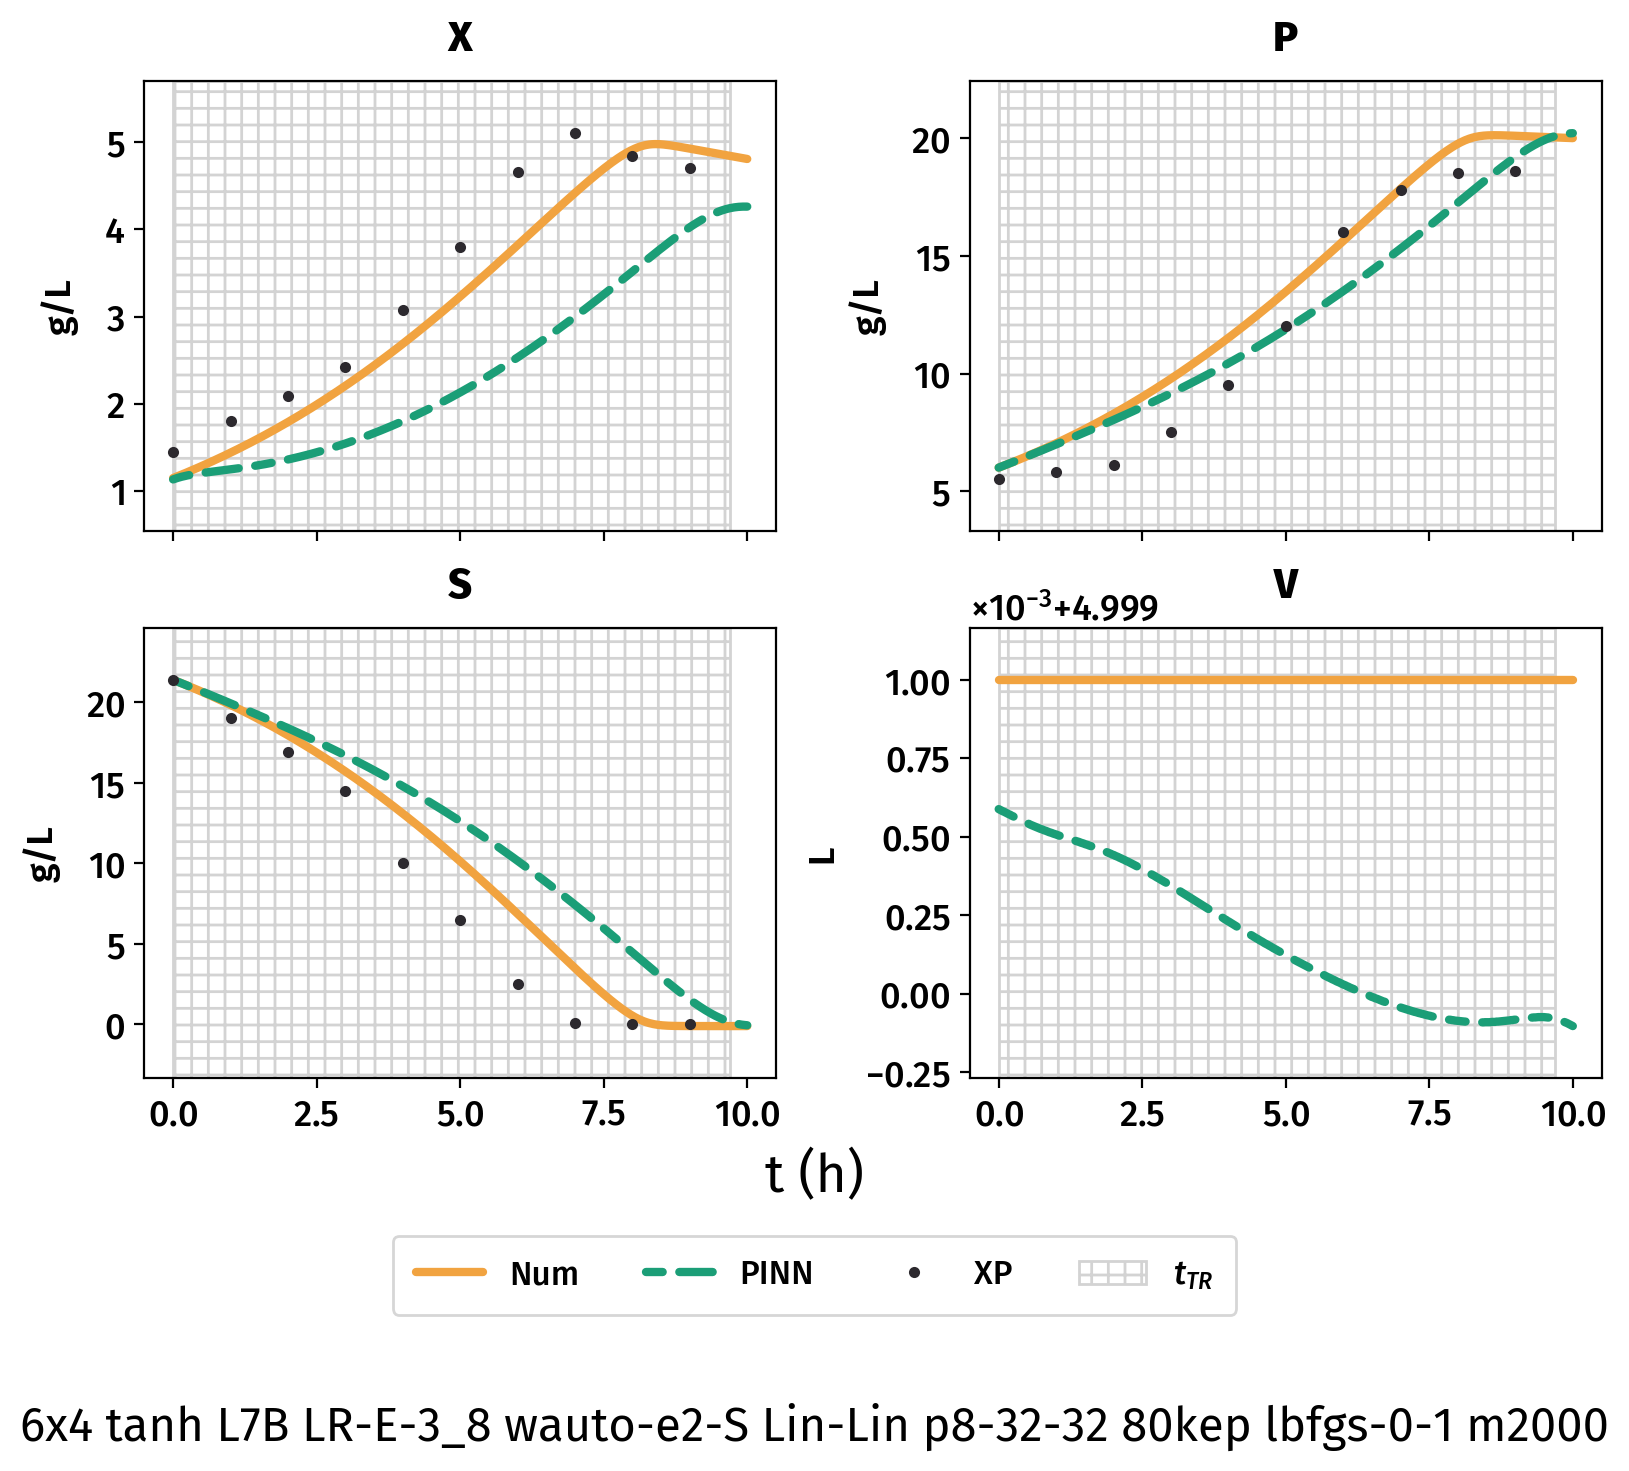 X
P
g/L
5
4
3
2
1
g/L
20
15
10
5
S
V
×10⁻³+4.999
g/L
20
15
10
5
0
L
1.00
0.75
0.50
0.25
0.00
−0.25
0.0 2.5 5.0 7.5 10.0
0.0 2.5 5.0 7.5 10.0
t (h)
Num PINN XP tTR
6x4 tanh L7B LR-E-3_8 wauto-e2-S Lin-Lin p8-32-32 80kep lbfgs-0-1 m2000